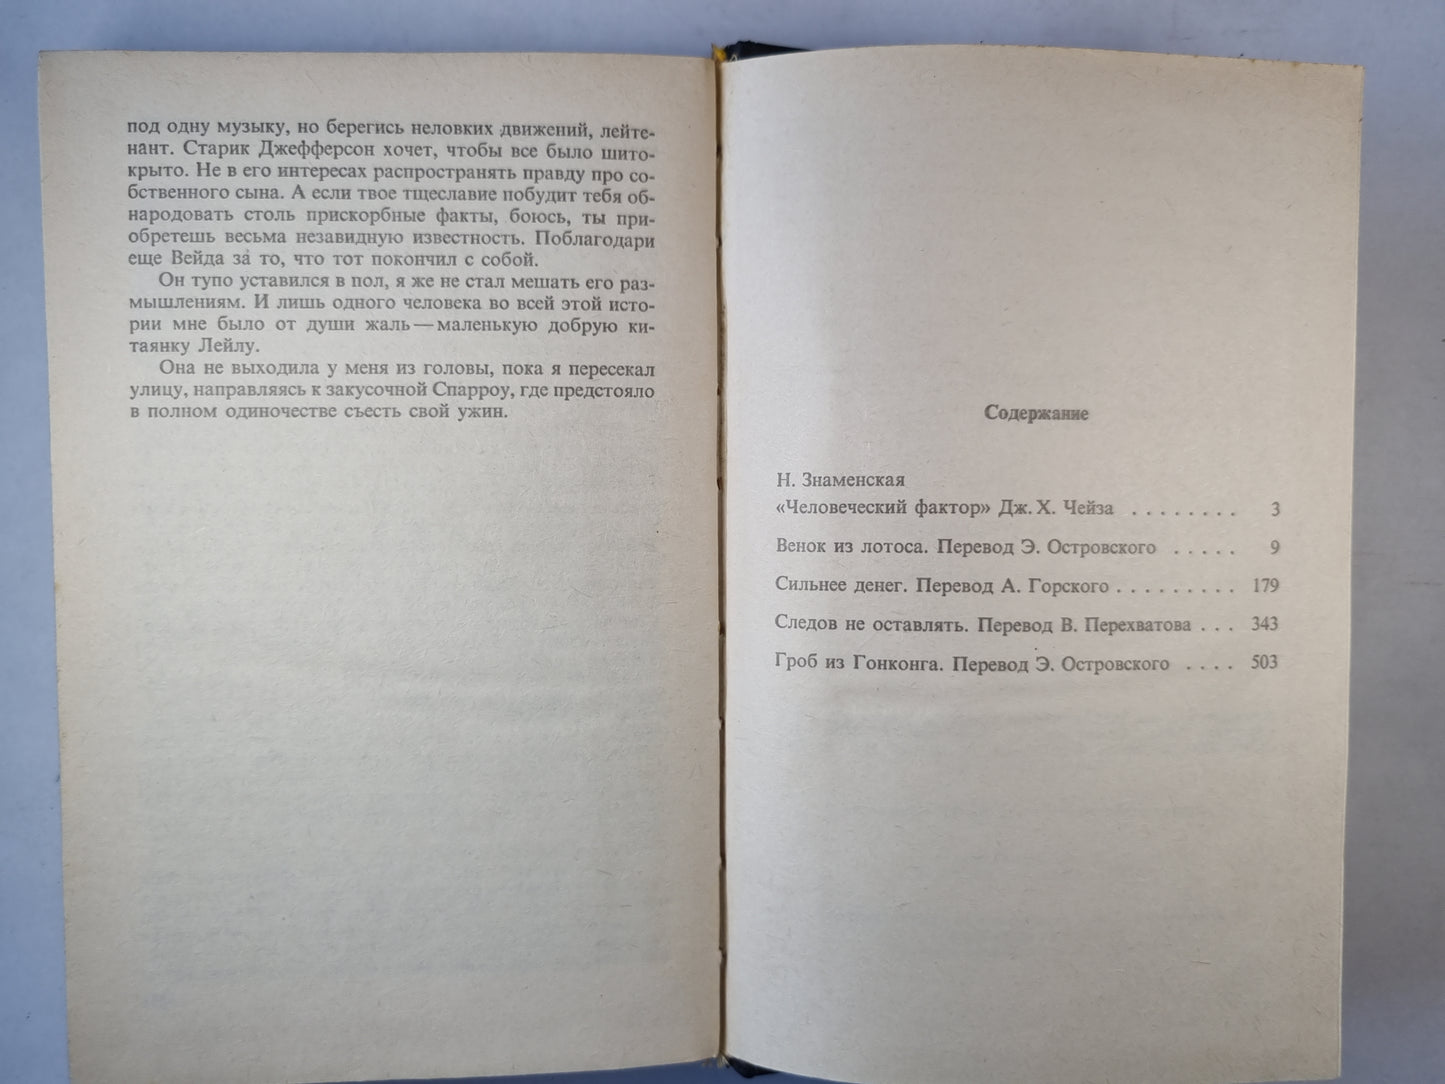 под одну музыку, но берегись неловких движений, лейте-
нант. Старик Джефферсон хочет, чтобы все было шито-
крыто. Не в его интересах распространять правду про со-
бственного сына. А если твое тщеславие побудит тебя об-
народовать столь прискорбные факты, боюсь, ты при-
обретешь весьма незавидную известность. Поблагодари
еще Вейда за то, что тот покончил с собой.
Он тупо уставился в пол, я же не стал мешать его раз-
мышлениям. И лишь одного человека во всей этой исто-
рии мне было от души жаль — маленькую добрую ки-
таянку Лейлу.
Она не выходила у меня из головы, пока я пересекал
улицу, направляясь к закусочной Спарроу, где предстояло
в полном одиночестве съесть свой ужин.
Содержание
Н. Знаменская
«Человеческий фактор» Дж. Х. Чейза . . . . . . . . 3
Венок из лотоса. Перевод Э. Островского . . . . . 9
Сильнее денег. Перевод А. Горского . . . . . . . . . 179
Следов не оставлять. Перевод В. Перехватова . . . 343
Гроб из Гонконга. Перевод Э. Островского . . . . 503